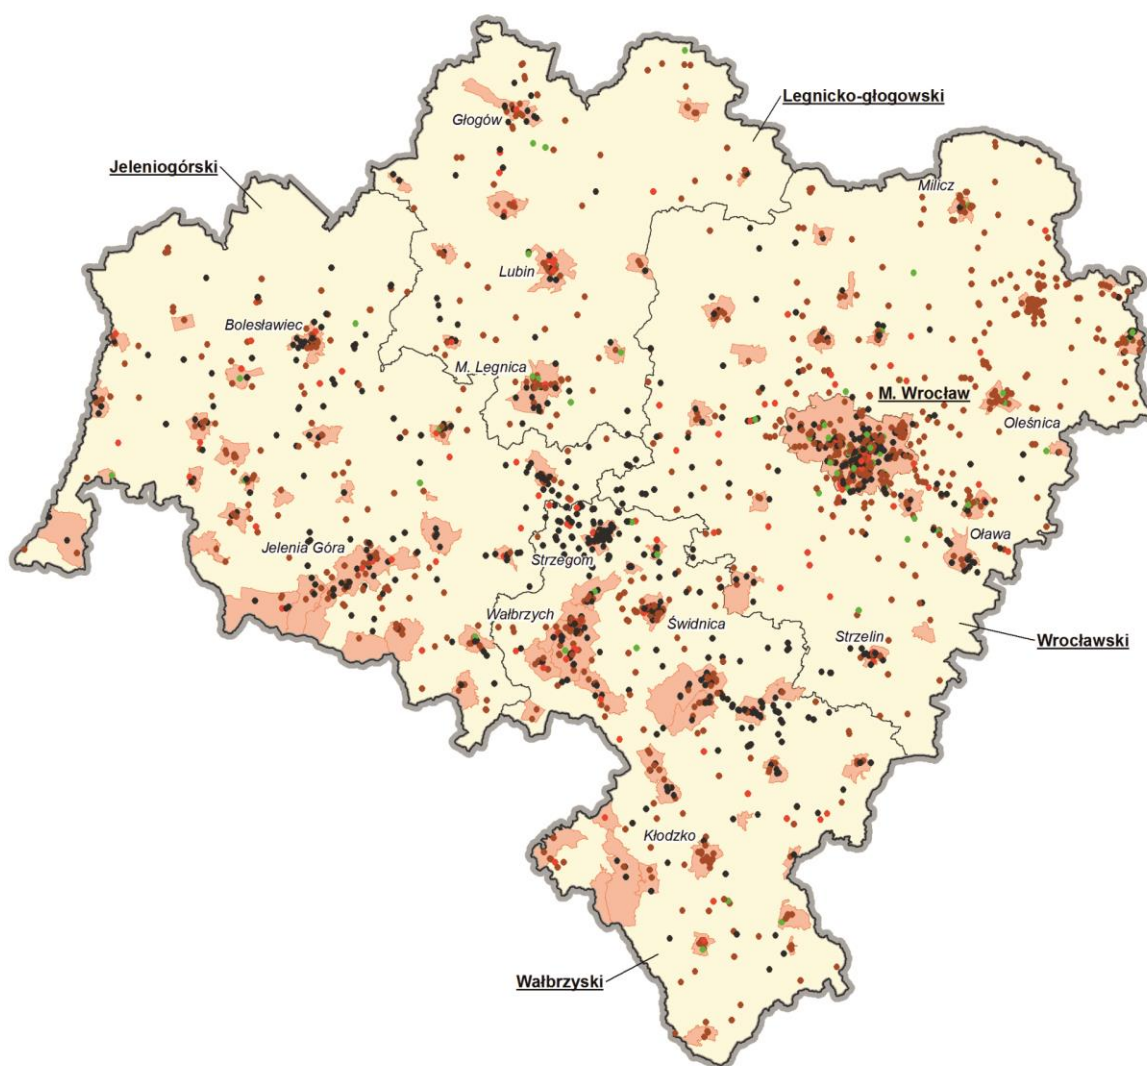 Legnicko-głogowski
Głogów
Jeleniogórski
Milicz
Lubin
Bolesławiec
M. Legnica
M. Wrocław
Oleśnica
Oława
Jelenia Góra
Strzegom
Wałbrzych
Świdnica
Strzelin
Wrocławski
Kłodzko
Wałbrzyski